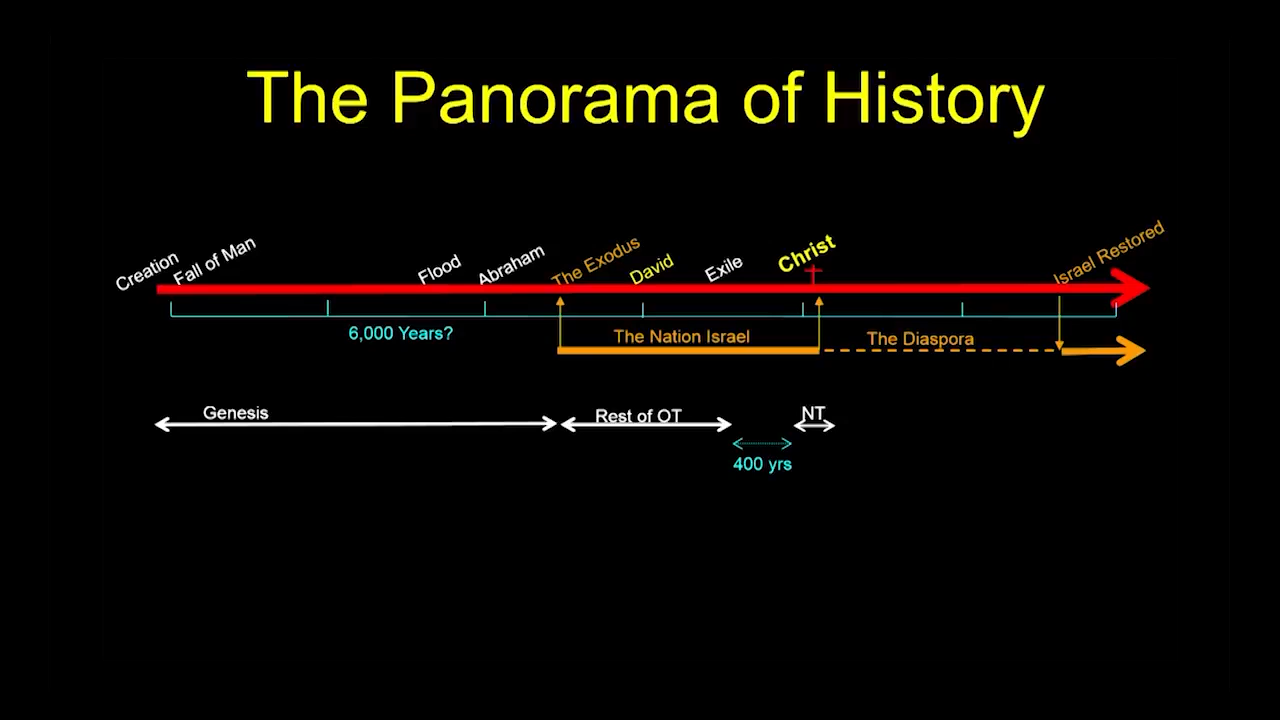 The Panorama of History
Creation
Fall of Man
Flood
Abraham
The Exodus
David
Exile
Christ
Israel Restored
6,000 Years?
The Nation Israel
The Diaspora
Genesis
Rest of OT
NT
400 yrs